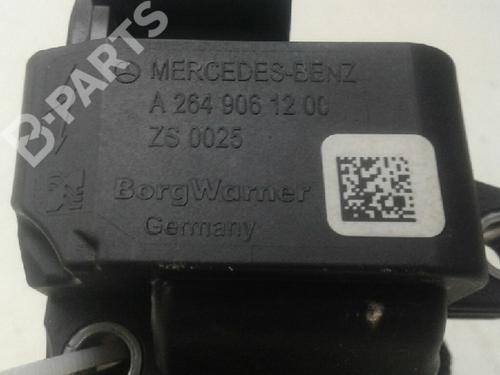 B-PARTS
MERCEDES-BENZ
A 264 906 12 00
ZS 0025
BorgWarner
Germany